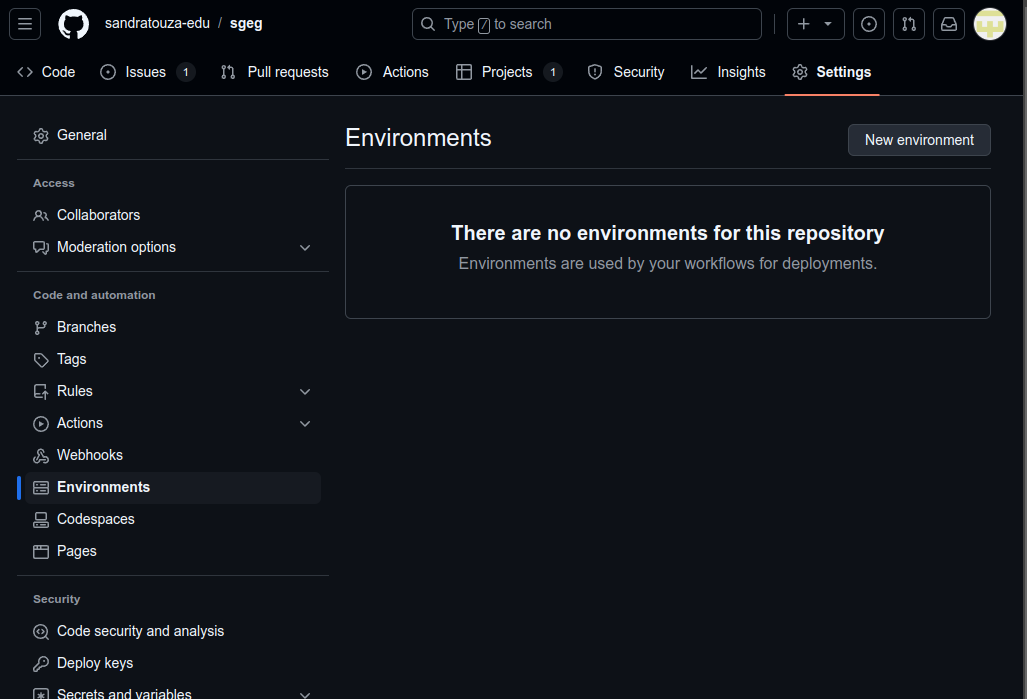 sandratouza-edu / sgeg
Type / to search
Code
Issues 1
Pull requests
Actions
Projects 1
Security
Insights
Settings
General
Access
Collaborators
Moderation options
Code and automation
Branches
Tags
Rules
Actions
Webhooks
Environments
Codespaces
Pages
Security
Code security and analysis
Deploy keys
Secrets and variables
Environments
New environment
There are no environments for this repository
Environments are used by your workflows for deployments.